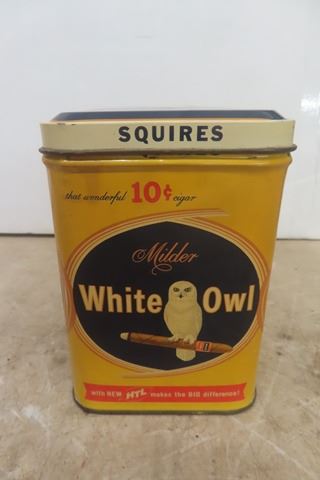 SQUIRES
that wonderful 10¢ cigar
Milder
White Owl
with NEW HTL makes the BIG difference!